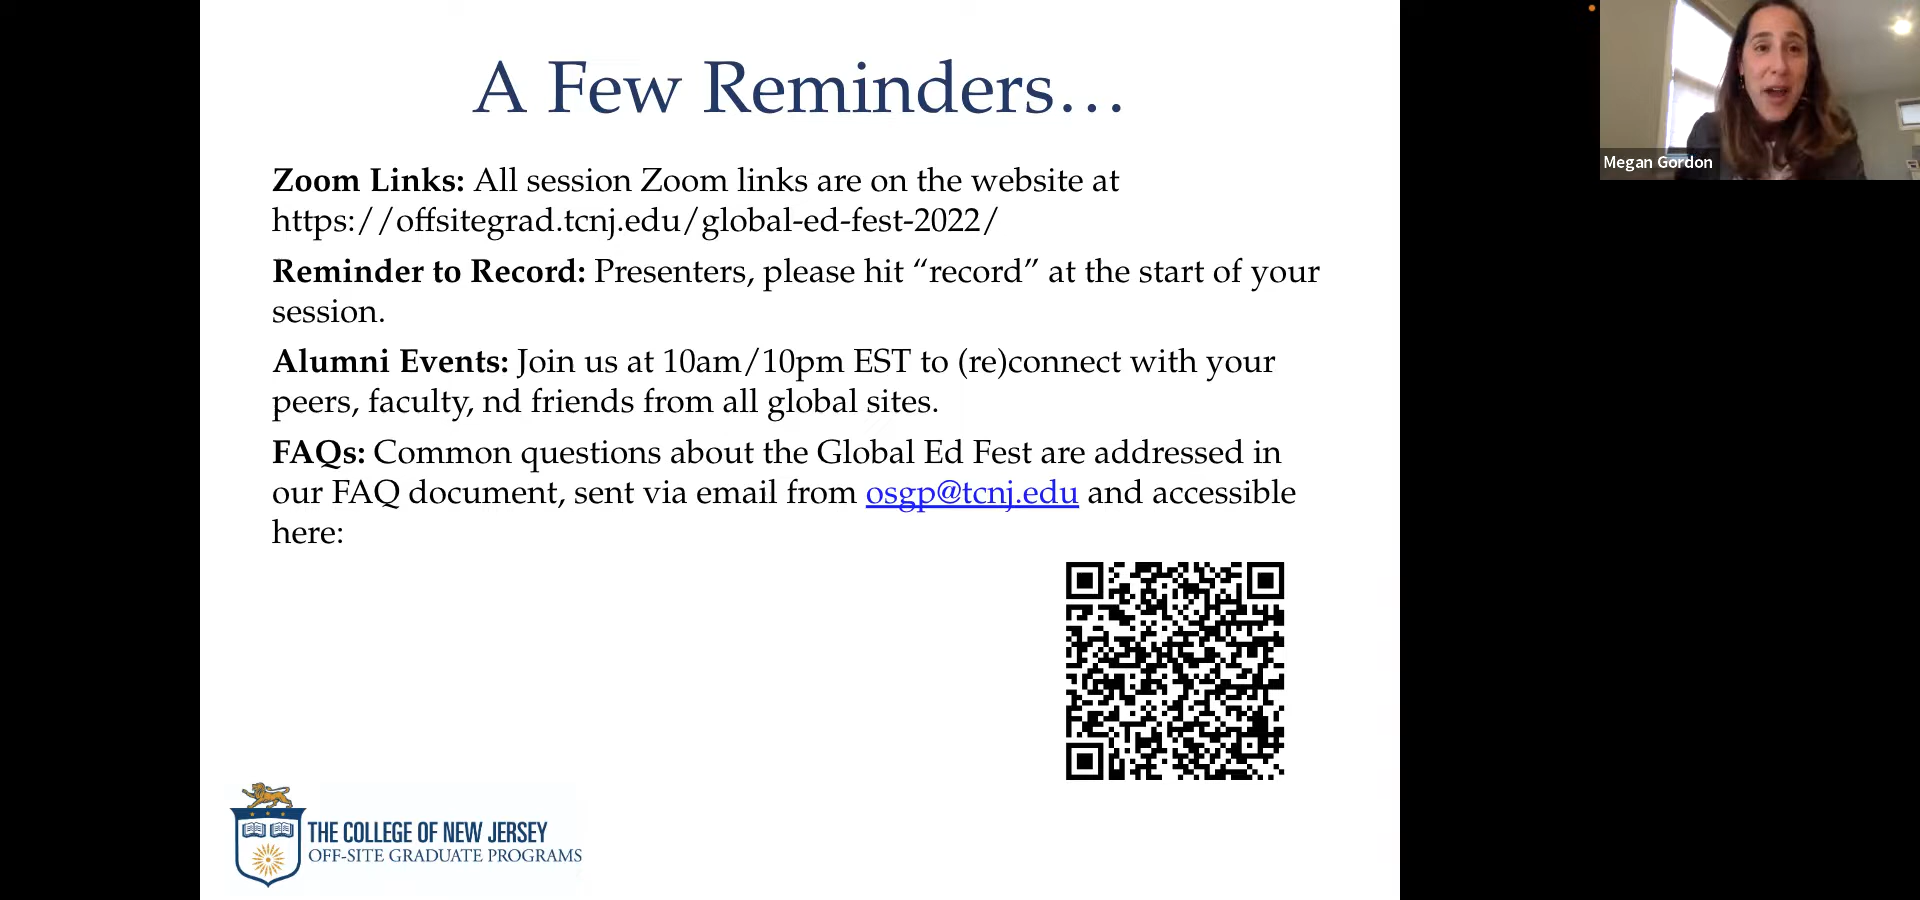 A Few Reminders…
Zoom Links: All session Zoom links are on the website at
https://offsitegrad.tcnj.edu/global-ed-fest-2022/
Reminder to Record: Presenters, please hit “record” at the start of your
session.
Alumni Events: Join us at 10am/10pm EST to (re)connect with your
peers, faculty, nd friends from all global sites.
FAQs: Common questions about the Global Ed Fest are addressed in
our FAQ document, sent via email from osgp@tcnj.edu and accessible
here:
THE COLLEGE OF NEW JERSEY
OFF-SITE GRADUATE PROGRAMS
Megan Gordon